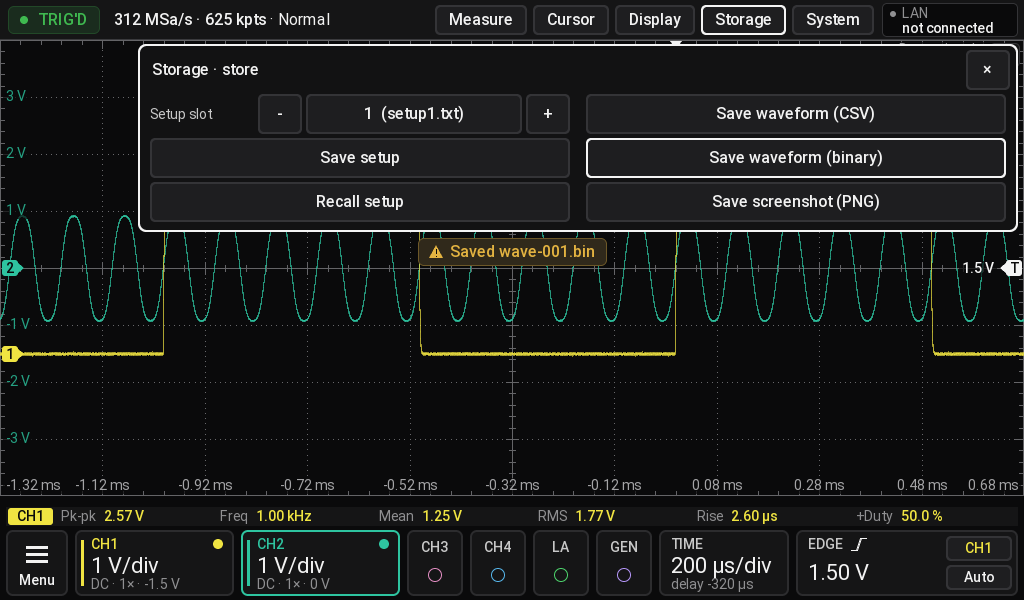 TRIG'D
312 MSa/s · 625 kpts · Normal
Measure
Cursor
Display
Storage
System
LAN
not connected
Storage · store
×
Setup slot
-
1 (setup1.txt)
+
Save waveform (CSV)
Save setup
Save waveform (binary)
Recall setup
Save screenshot (PNG)
Saved wave-001.bin
3 V
2 V
1 V
2
1.5 V
T
-1 V
1
-2 V
-3 V
-1.32 ms
-1.12 ms
-0.92 ms
-0.72 ms
-0.52 ms
-0.32 ms
-0.12 ms
0.08 ms
0.28 ms
0.48 ms
0.68 ms
CH1
Pk-pk 2.57 V
Freq 1.00 kHz
Mean 1.25 V
RMS 1.77 V
Rise 2.60 µs
+Duty 50.0 %
Menu
CH1
1 V/div
DC · 1× · -1.5 V
CH2
1 V/div
DC · 1× · 0 V
CH3
CH4
LA
GEN
TIME
200 µs/div
delay -320 µs
EDGE
1.50 V
CH1
Auto